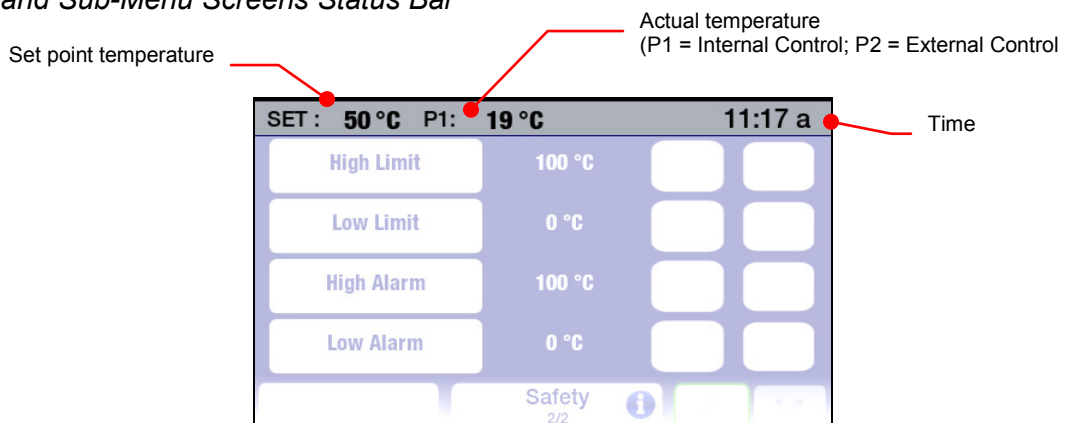 and Sub-Menu Screens Status Bar
Actual temperature
(P1 = Internal Control; P2 = External Control
Set point temperature
SET : 50 °C P1: 19 °C 11:17 a
Time
High Limit 100 °C
Low Limit 0 °C
High Alarm 100 °C
Low Alarm 0 °C
Safety
2/2